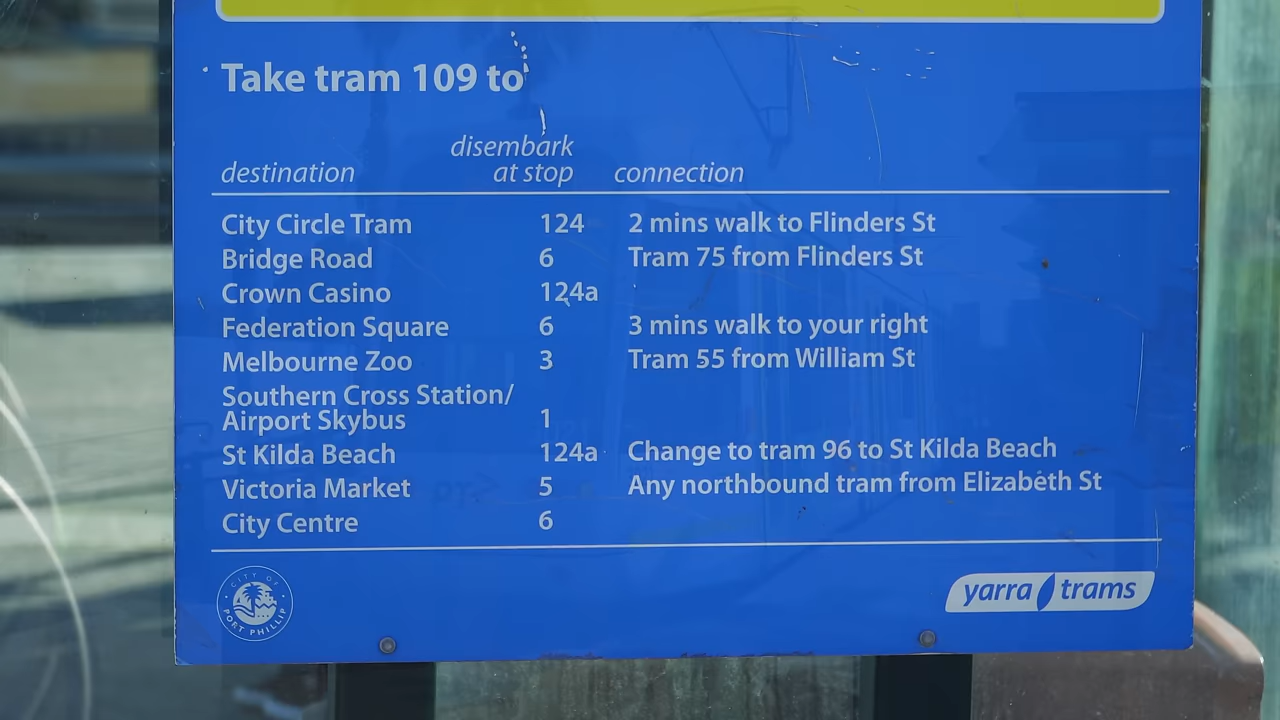 Take tram 109 to
destination disembark at stop connection
City Circle Tram 124 2 mins walk to Flinders St
Bridge Road 6 Tram 75 from Flinders St
Crown Casino 124a
Federation Square 6 3 mins walk to your right
Melbourne Zoo 3 Tram 55 from William St
Southern Cross Station/
Airport Skybus 1
St Kilda Beach 124a Change to tram 96 to St Kilda Beach
Victoria Market 5 Any northbound tram from Elizabeth St
City Centre 6
CITY OF PORT PHILLIP
yarra trams